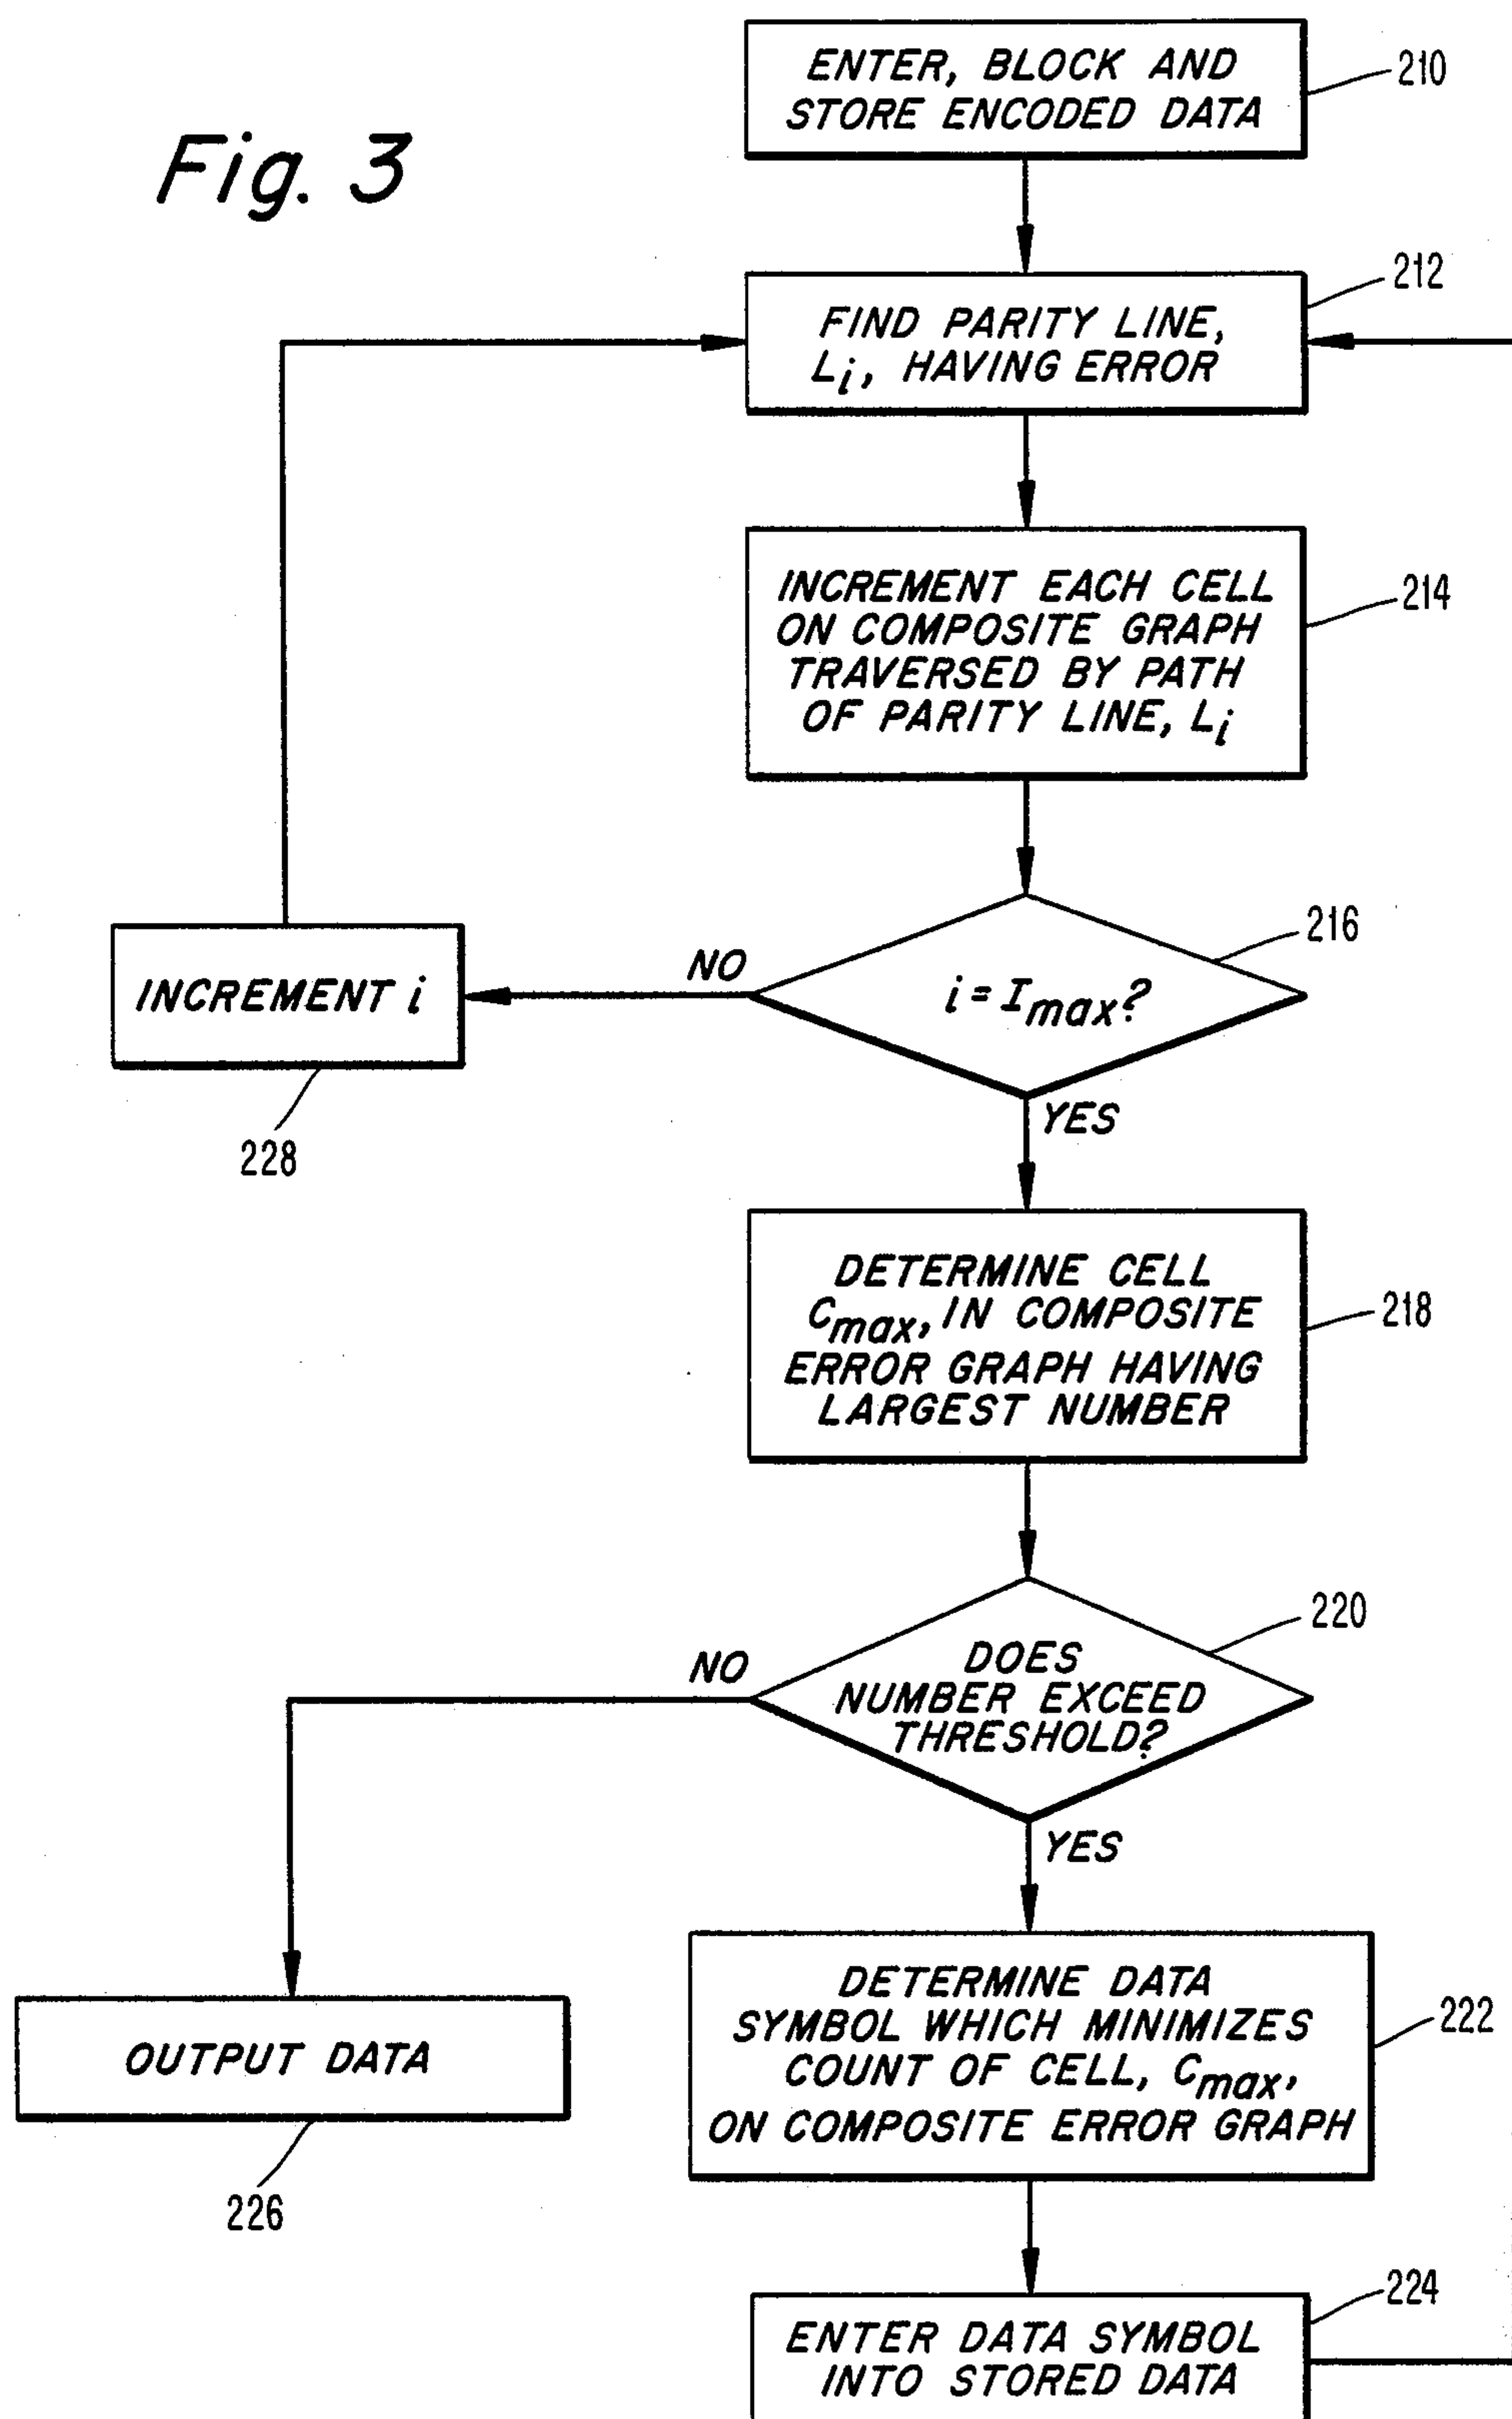 Fig. 3
ENTER, BLOCK AND
STORE ENCODED DATA
210
212
FIND PARITY LINE,
Li, HAVING ERROR
INCREMENT EACH CELL
ON COMPOSITE GRAPH
TRAVERSED BY PATH
OF PARITY LINE, Li
214
216
i = Imax?
NO
INCREMENT i
228
YES
DETERMINE CELL
Cmax, IN COMPOSITE
ERROR GRAPH HAVING
LARGEST NUMBER
218
220
DOES
NUMBER EXCEED
THRESHOLD?
NO
YES
OUTPUT DATA
226
DETERMINE DATA
SYMBOL WHICH MINIMIZES
COUNT OF CELL, Cmax,
ON COMPOSITE ERROR GRAPH
222
224
ENTER DATA SYMBOL
INTO STORED DATA